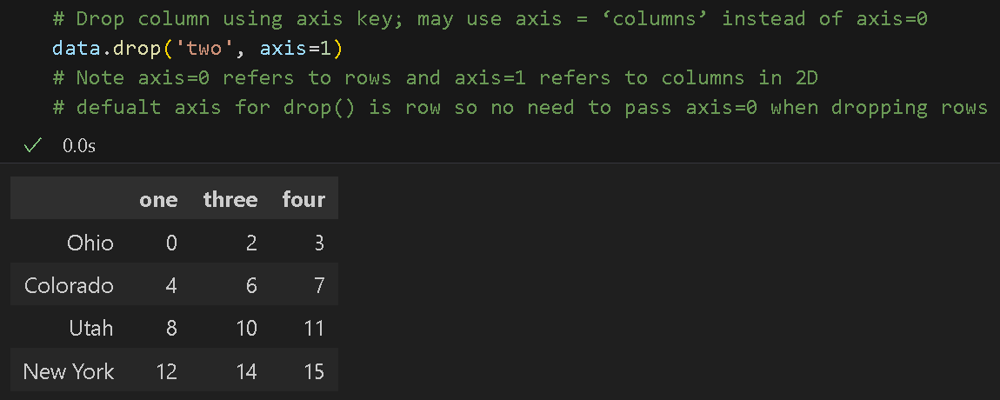 # Drop column using axis key; may use axis = ‘columns’ instead of axis=0
data.drop('two', axis=1)
# Note axis=0 refers to rows and axis=1 refers to columns in 2D
# defualt axis for drop() is row so no need to pass axis=0 when dropping rows
✓ 0.0s
one three four
Ohio 0 2 3
Colorado 4 6 7
Utah 8 10 11
New York 12 14 15